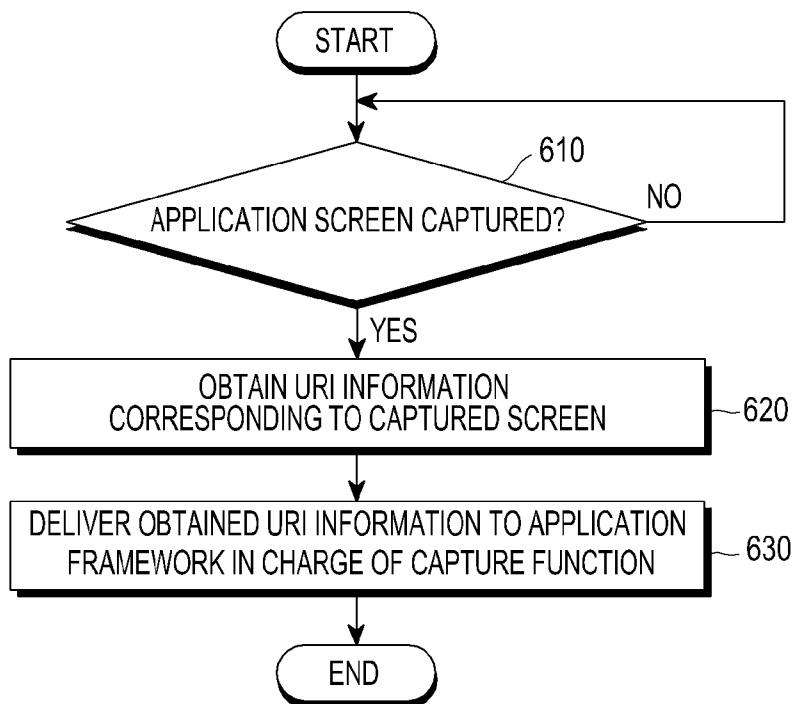 START
610
APPLICATION SCREEN CAPTURED?
NO
YES
OBTAIN URI INFORMATION
CORRESPONDING TO CAPTURED SCREEN
620
DELIVER OBTAINED URI INFORMATION TO APPLICATION
FRAMEWORK IN CHARGE OF CAPTURE FUNCTION
630
END